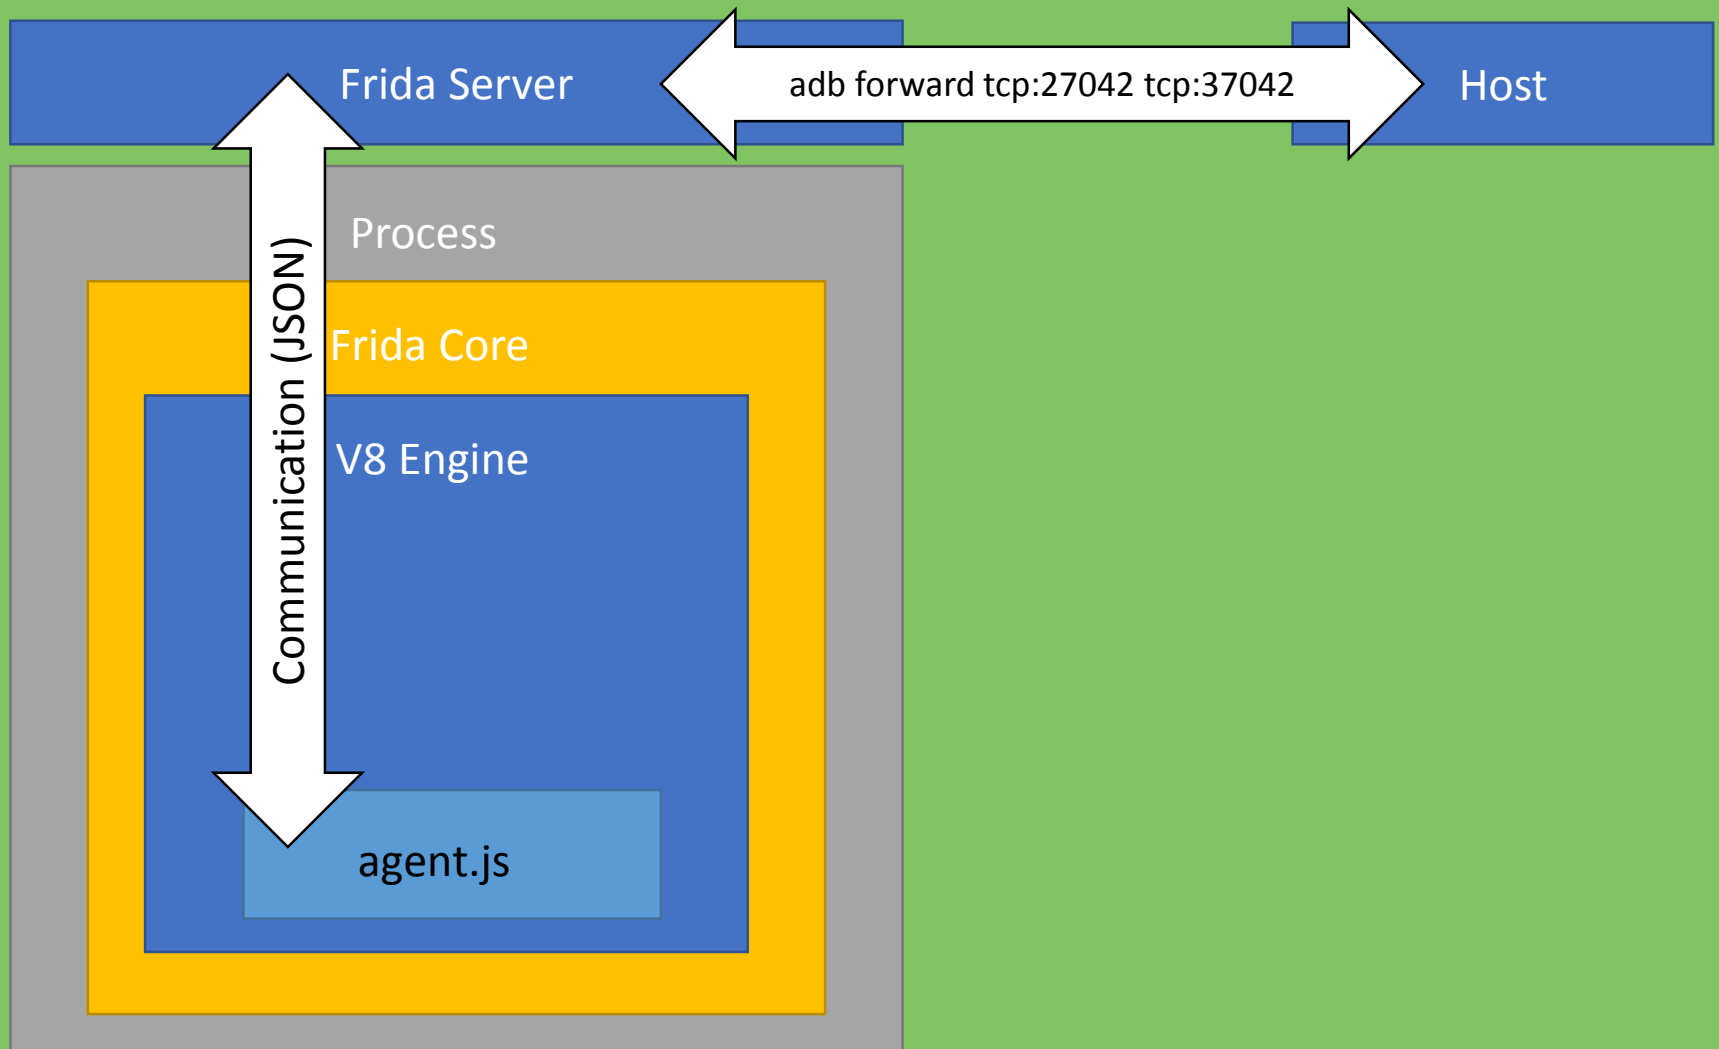 Frida Server
adb forward tcp:27042 tcp:37042
Host
Process
Communication (JSON)
Frida Core
V8 Engine
agent.js